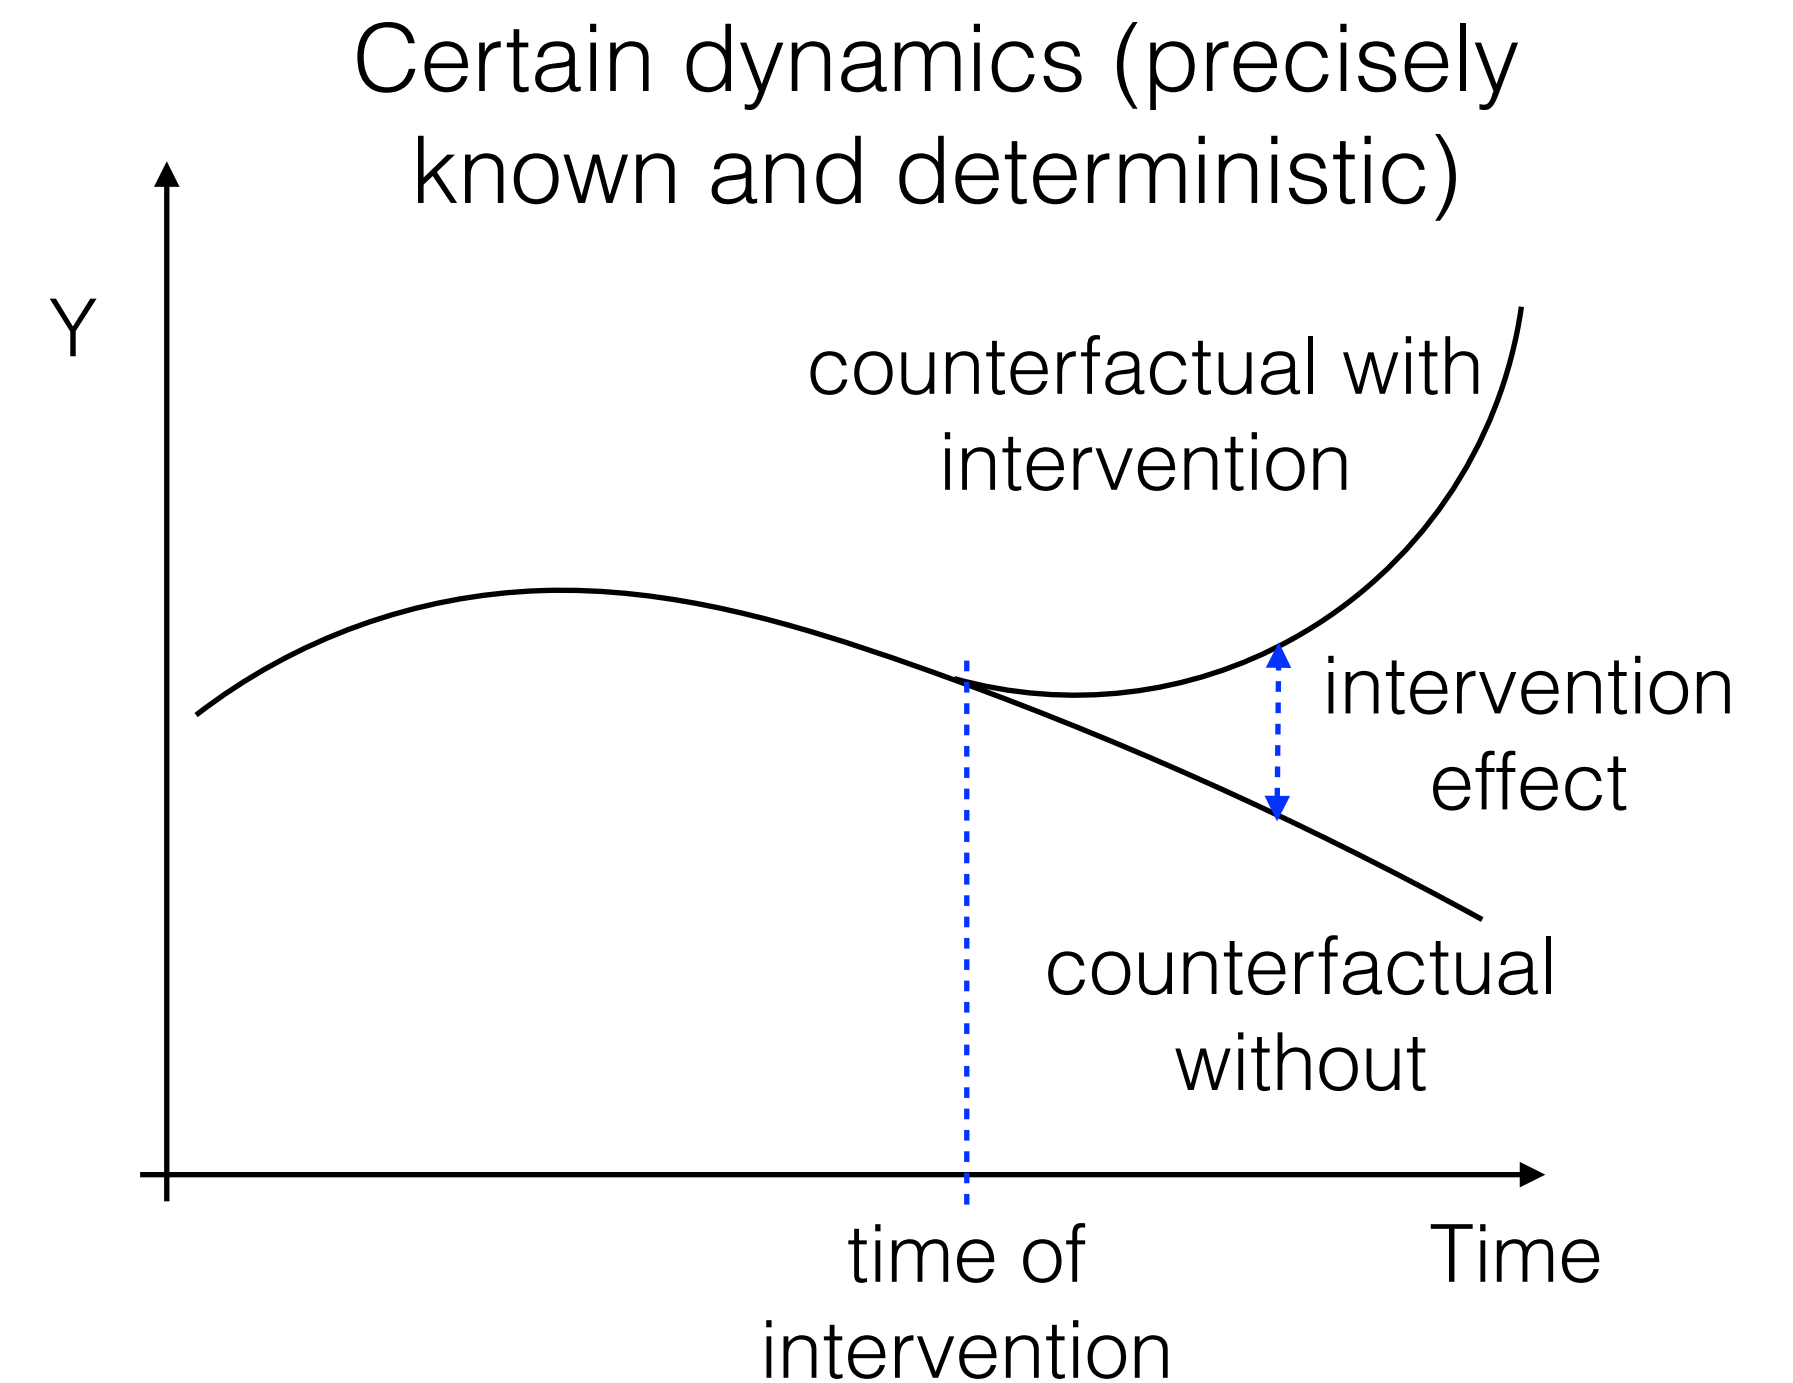 Certain dynamics (precisely
known and deterministic)
Y
counterfactual with
intervention
intervention
effect
counterfactual
without
time of
intervention
Time